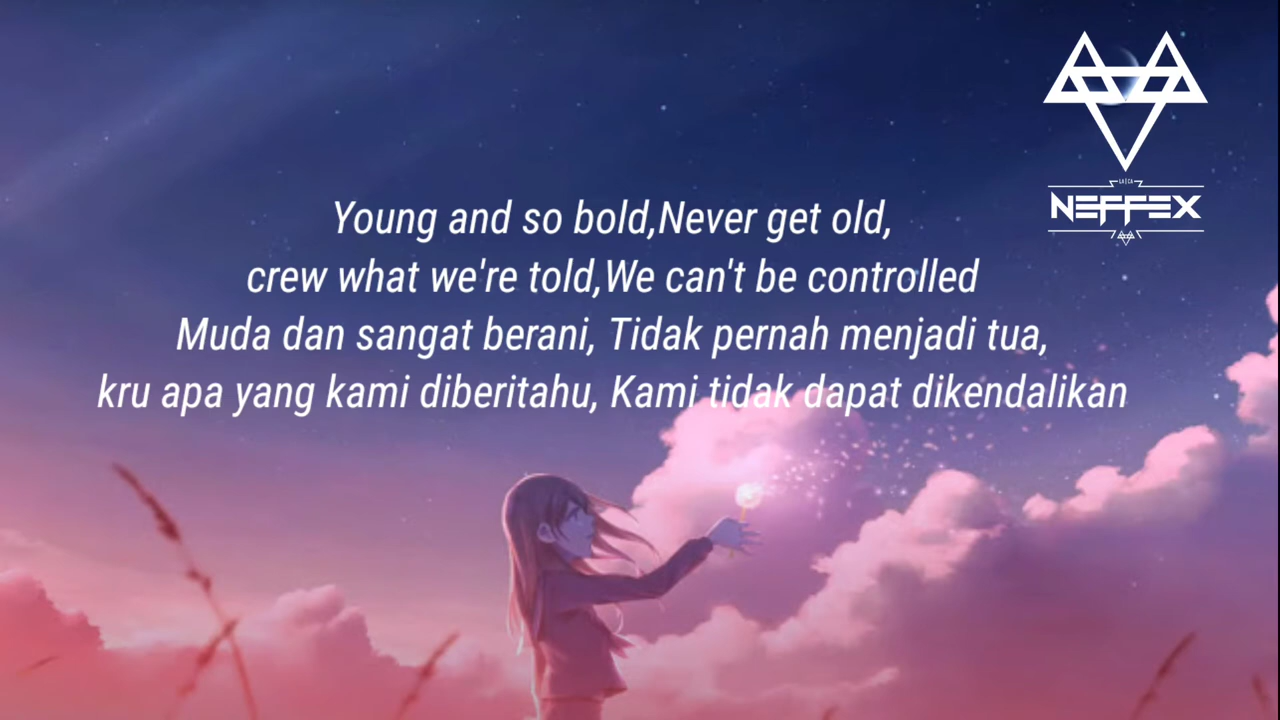 Young and so bold,Never get old,
crew what we're told,We can't be controlled
Muda dan sangat berani, Tidak pernah menjadi tua,
kru apa yang kami diberitahu, Kami tidak dapat dikendalikan
NEFFEX